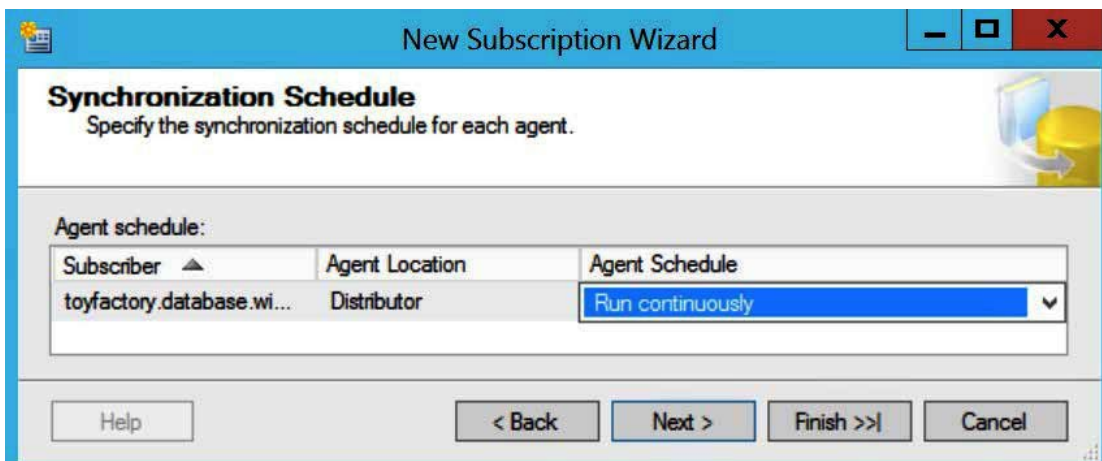 New Subscription Wizard
Synchronization Schedule
Specify the synchronization schedule for each agent.
Agent schedule:
Subscriber Agent Location Agent Schedule
toyfactory.database.wi... Distributor Run continuously
Help < Back Next > Finish >>| Cancel